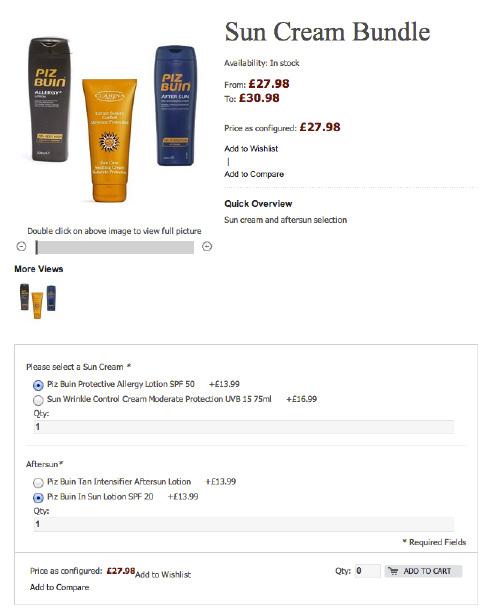 Sun Cream Bundle
Availability: In stock
From: £27.98
To: £30.98
Price as configured: £27.98
Add to Wishlist
|
Add to Compare
Quick Overview
Sun cream and aftersun selection
PIZ
BUIN
ALLERGY
LOTION
CLARINS
PIZ
BUIN
AFTER SUN
Double click on above image to view full picture
More Views
Please select a Sun Cream *
Piz Buin Protective Allergy Lotion SPF 50 +£13.99
Sun Wrinkle Control Cream Moderate Protection UVB 15 75ml +£16.99
Qty:
1
Aftersun*
Piz Buin Tan Intensifier Aftersun Lotion +£13.99
Piz Buin In Sun Lotion SPF 20 +£13.99
Qty:
1
* Required Fields
Price as configured: £27.98 Add to Wishlist Qty: 0 ADD TO CART
Add to Compare